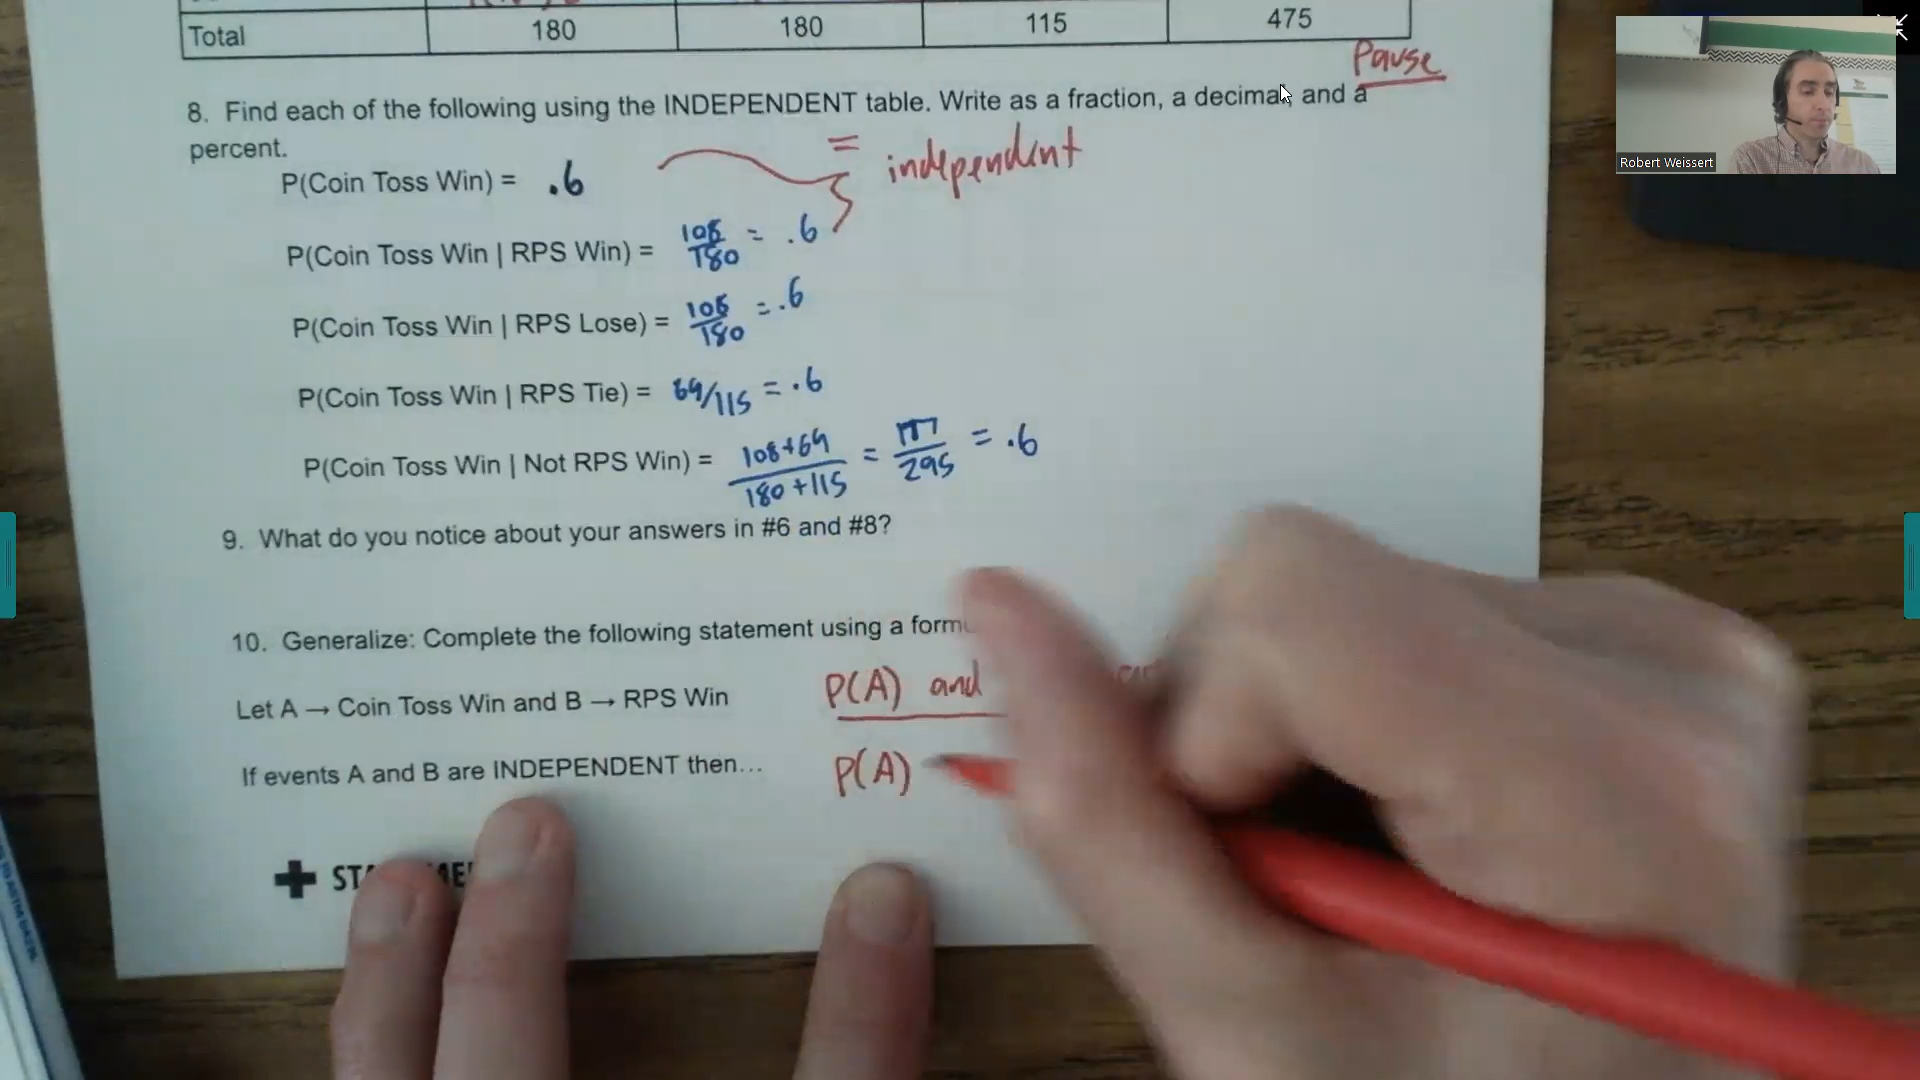 Total 180 180 115 475
Pause
8. Find each of the following using the INDEPENDENT table. Write as a fraction, a decimal, and a
percent.
= independent
P(Coin Toss Win) = .6
P(Coin Toss Win | RPS Win) = 108/180 = .6
P(Coin Toss Win | RPS Lose) = 108/180 = .6
P(Coin Toss Win | RPS Tie) = 69/115 = .6
P(Coin Toss Win | Not RPS Win) = 108+69/180+115 = 177/295 = .6
9. What do you notice about your answers in #6 and #8?
10. Generalize: Complete the following statement using a
Let A → Coin Toss Win and B → RPS Win
P(A) and
If events A and B are INDEPENDENT then...
P(A)
Robert Weissert